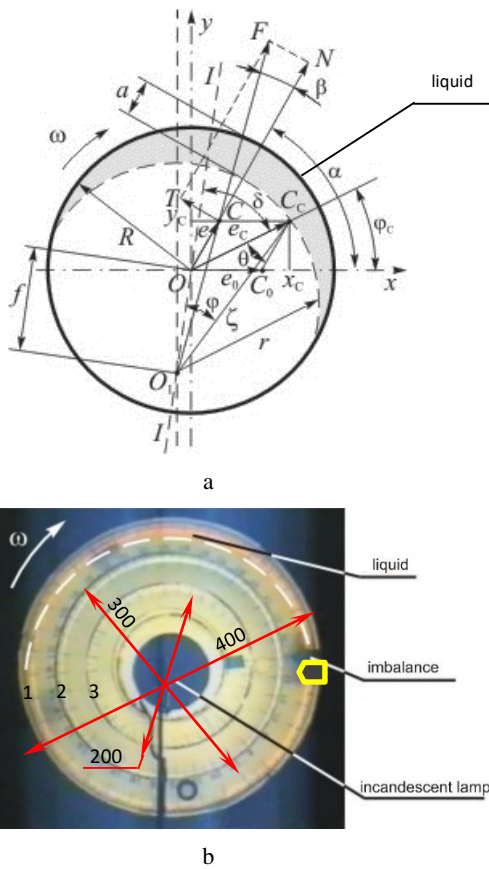 y
F
N
I
β
liquid
a
ω
α
T
C
δ
C_C
y_C
e
e_C
φ_C
R
θ
O
e_0
C_0
x_C
x
f
φ
ζ
r
O_1
I
a
ω
liquid
300
400
imbalance
1 2 3
200
incandescent lamp
b